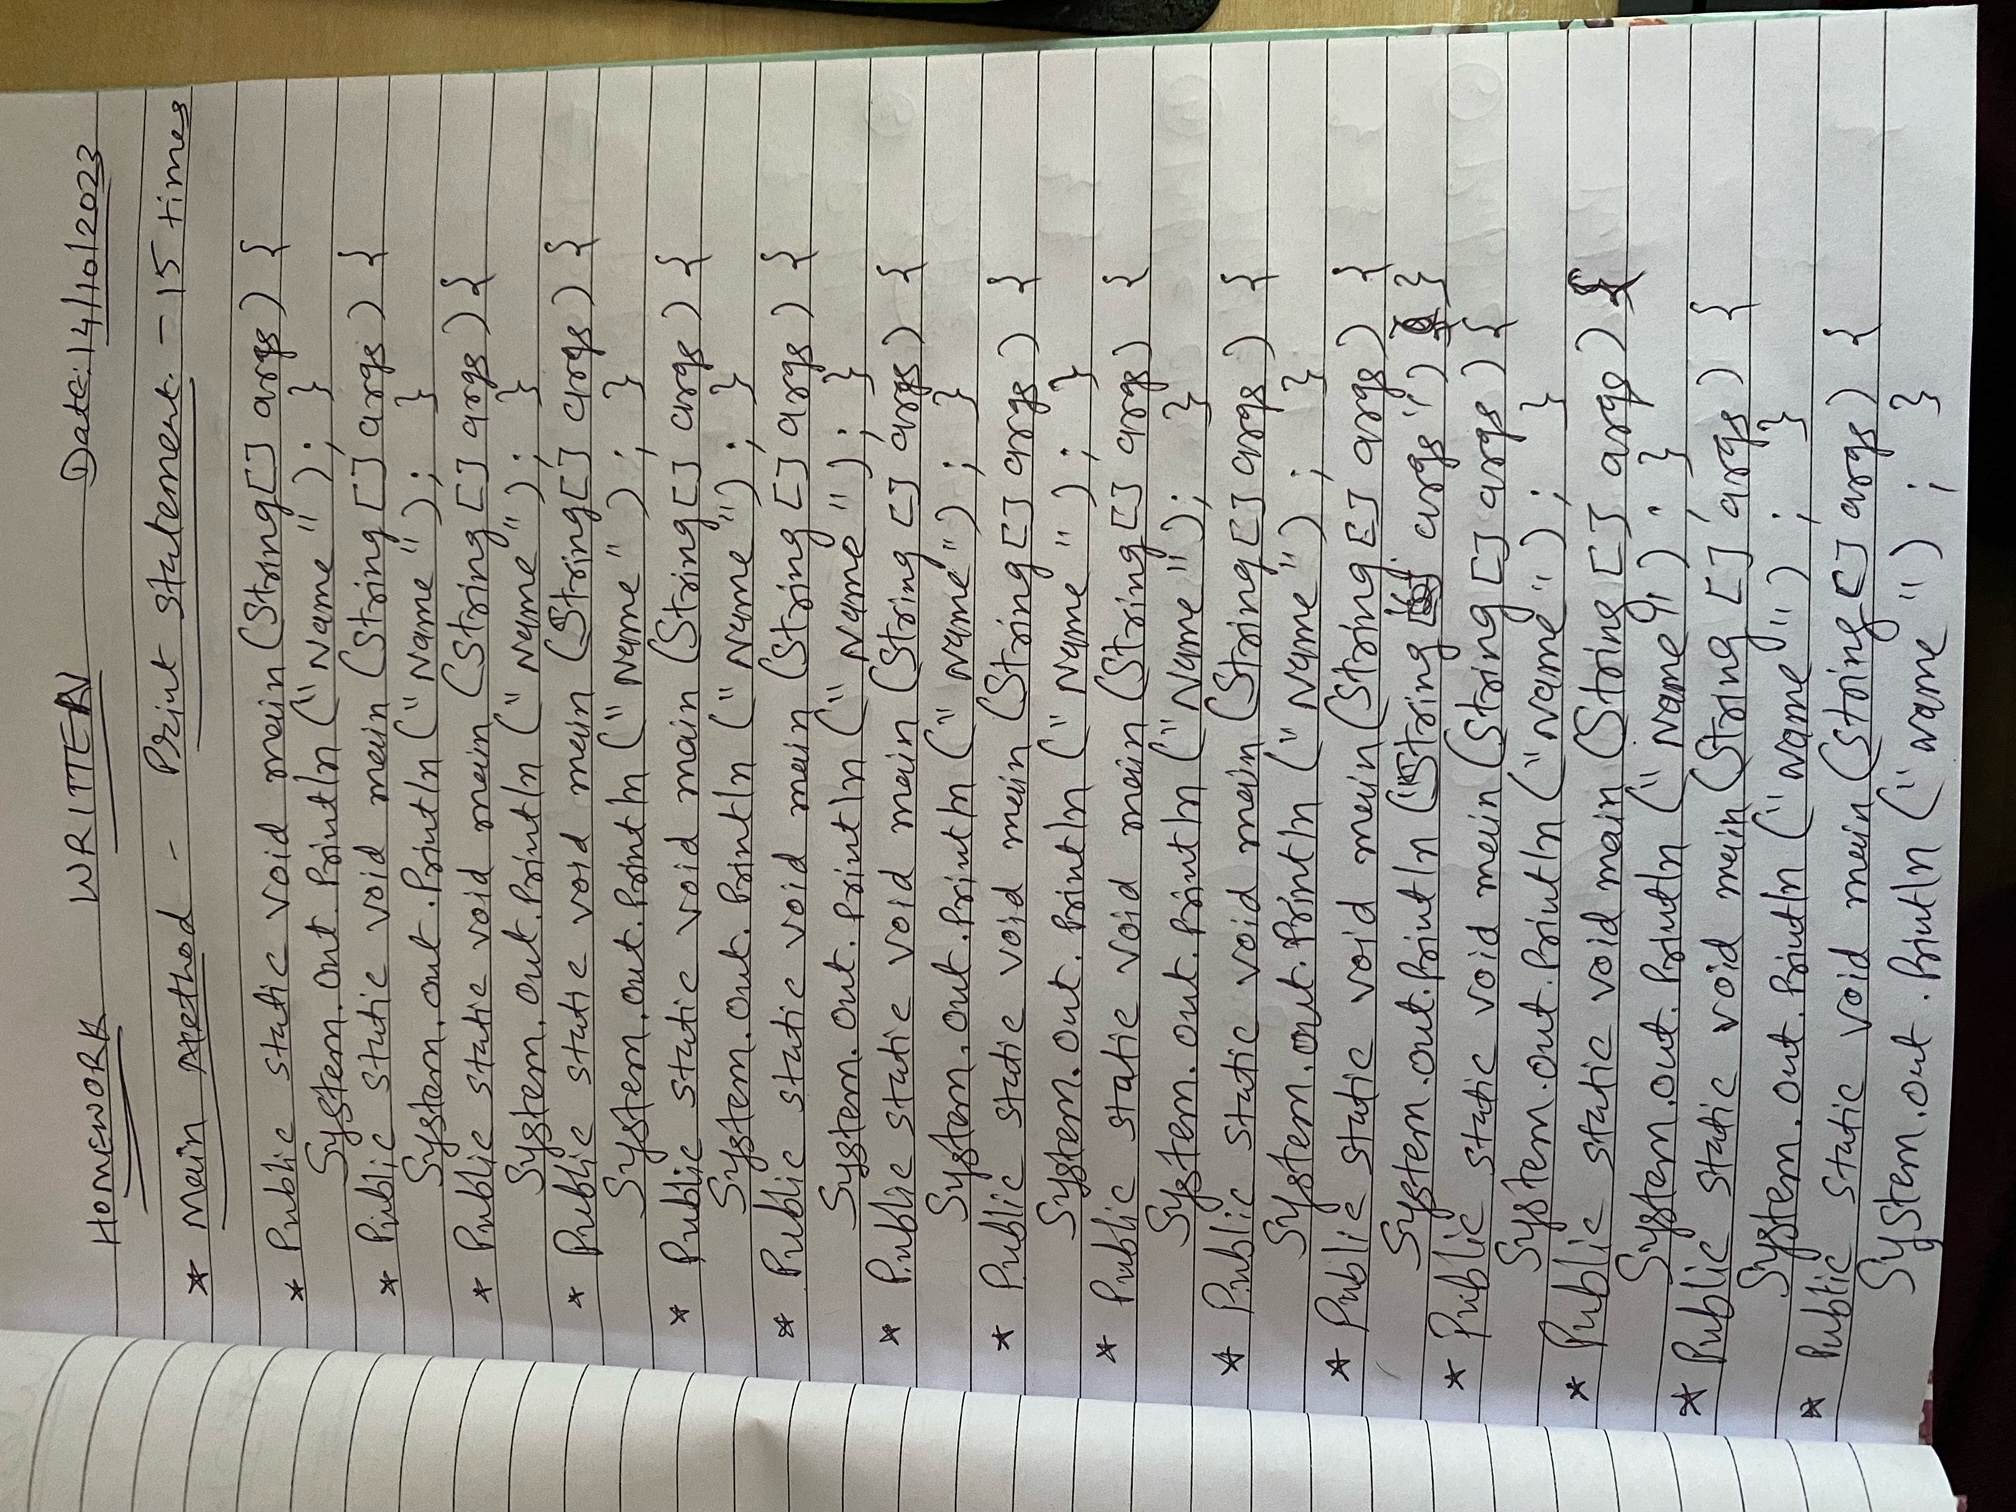 HOMEWORK WRITTEN Date: 14/10/2023
* Main Method - Print statement. - 15 times
* Public static void main (String[] args) {
System.out.Println ("Name"); }
* Public static void main (String [] args) {
System.out.Println ("Name"); }
* Public static void main (String [] args) {
System.out.Println ("Name"); }
* Public static void main (String[] args) {
System.out.Println ("Name"); }
* Public static void main (String[] args) {
System.out.Println ("Name"); }
* Public static void main (String [] args) {
System.out.Println ("Name"); }
* Public static void main (String [] args) {
System.out.Println ("Name"); }
* Public static void main (String[] args) {
System.out.Println ("Name"); }
* Public static void main (String[] args) {
System.out.Println ("Name"); }
* Public static void main (String[] args) {
System.out.Println ("Name"); }
* Public static void main (String[] args) {
System.out.Println ("String args") }
* Public static void main (String [] args) {
System.out.Println ("Name"); }
* Public static void main (String [] args) {
System.out.Println ("Name"); }
* Public static void main (String [] args) {
System.out.Println ("Name"); }
* Public static void main (String [] args) {
System.out.Println ("Name"); }